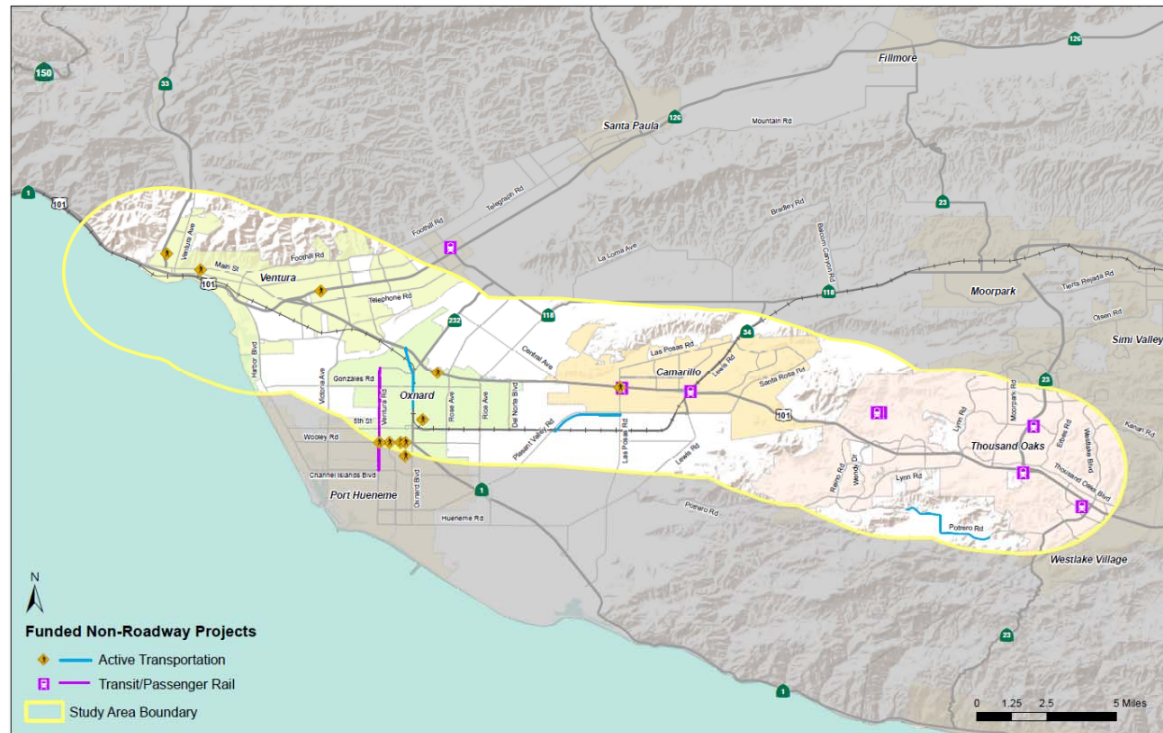 150
33
126
Fillmore
Santa Paula
126
Mountain Rd
1
101
Telegraph Rd
23
Bradley Rd
Foothill Rd
Ventura Ave
Main St
Foothill Rd
La Loma Ave
Balcom Canyon Rd
Ventura
101
Telephone Rd
118
Moorpark
Tierra Rejada Rd
232
118
34
Olsen Rd
Simi Valley
Harbor Blvd
Central Ave
Las Posas Rd
Camarillo
Lewis Rd
Santa Rosa Rd
Victoria Ave
Gonzales Rd
Ventura Rd
Oxnard
Rose Ave
Rice Ave
Del Norte Blvd
101
Moorpark Rd
23
5th St
Wooley Rd
Pleasant Valley Rd
Las Posas Rd
Lewis Rd
Lynn Rd
Erbes Rd
Westlake Blvd
Kanan Rd
Thousand Oaks
Reino Rd
Wendy Dr
Lynn Rd
Thousand Oaks Blvd
Channel Islands Blvd
Port Hueneme
Oxnard Blvd
1
Hueneme Rd
Potrero Rd
Potrero Rd
Westlake Village
N
23
1
Funded Non-Roadway Projects
Active Transportation
Transit/Passenger Rail
Study Area Boundary
0 1.25 2.5 5 Miles